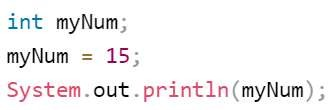 int myNum;
myNum = 15;
System.out.println(myNum);